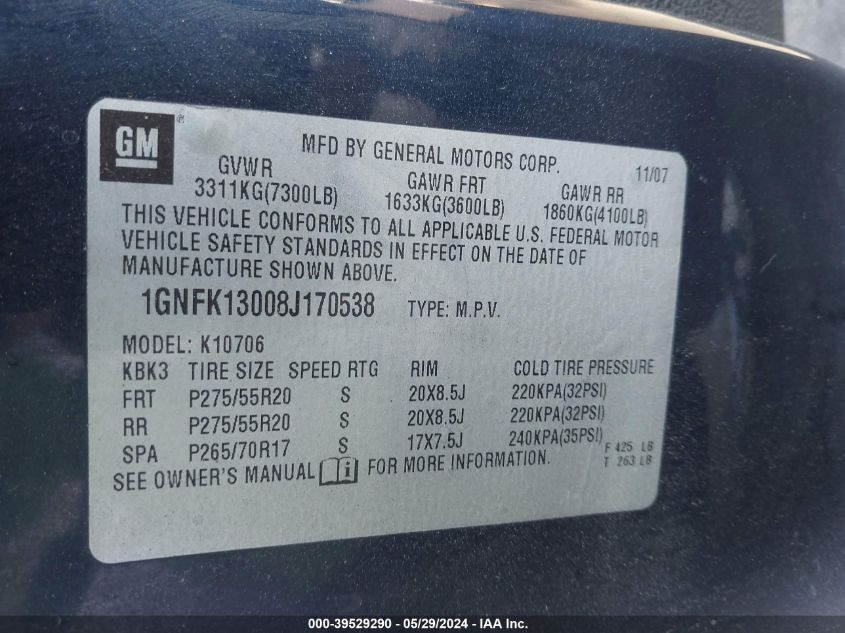 GM
MFD BY GENERAL MOTORS CORP. 11/07
GVWR GAWR FRT GAWR RR
3311KG(7300LB) 1633KG(3600LB) 1860KG(4100LB)
THIS VEHICLE CONFORMS TO ALL APPLICABLE U.S. FEDERAL MOTOR
VEHICLE SAFETY STANDARDS IN EFFECT ON THE DATE OF
MANUFACTURE SHOWN ABOVE.
1GNFK13008J170538 TYPE: M.P.V.
MODEL: K10706
KBK3 TIRE SIZE SPEED RTG RIM COLD TIRE PRESSURE
FRT P275/55R20 S 20X8.5J 220KPA(32PSI)
RR P275/55R20 S 20X8.5J 220KPA(32PSI)
SPA P265/70R17 S 17X7.5J 240KPA(35PSI) F 425 LB
SEE OWNER'S MANUAL i FOR MORE INFORMATION. T 263 LB
000-39529290 - 05/29/2024 - IAA Inc.